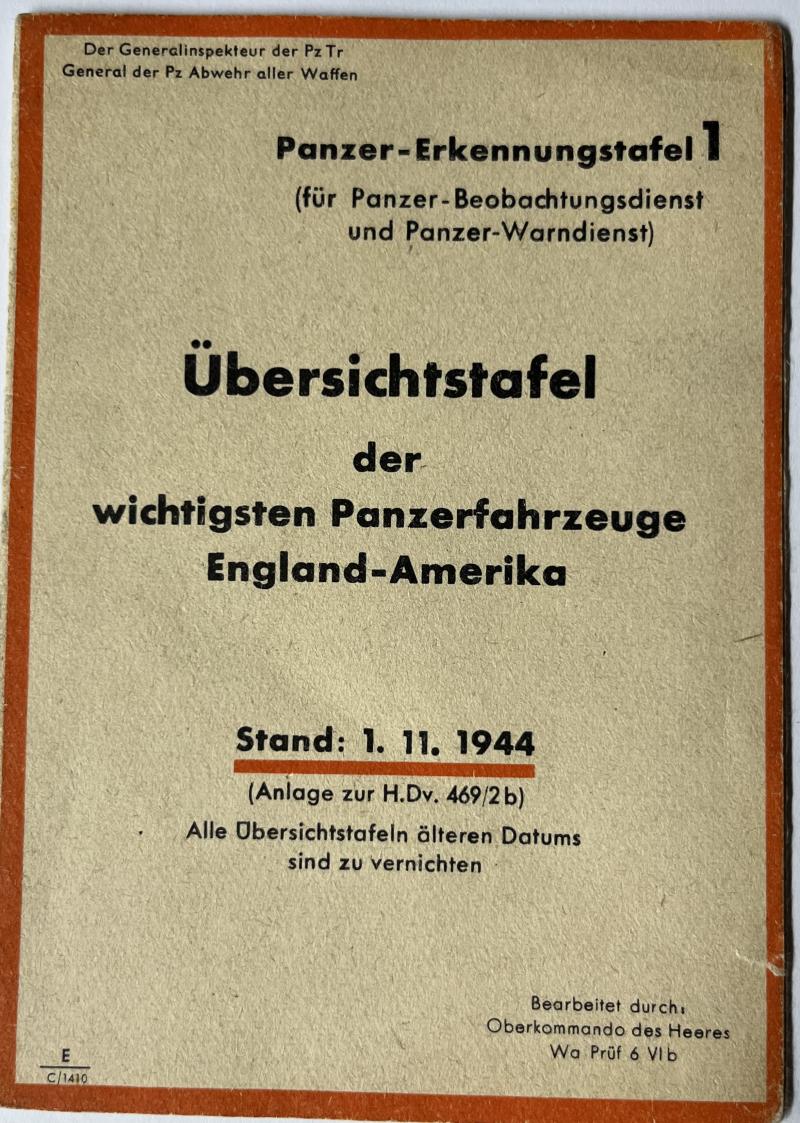 Der Generalinspekteur der Pz Tr
General der Pz Abwehr aller Waffen
Panzer-Erkennungstafel 1
(für Panzer-Beobachtungsdienst
und Panzer-Warndienst)
Übersichtstafel
der
wichtigsten Panzerfahrzeuge
England-Amerika
Stand: 1. 11. 1944
(Anlage zur H.Dv. 469/2b)
Alle Übersichtstafeln älteren Datums
sind zu vernichten
Bearbeitet durch:
Oberkommando des Heeres
Wa Prüf 6 VIb
E
C/1410